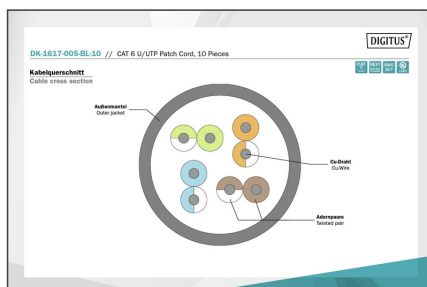 DIGITUS®
DK-1617-005-BL-10 // CAT 6 U/UTP Patch Cord, 10 Pieces
Kabelquerschnitt
Cable cross section
Außenmantel
Outer jacket
Cu-Draht
Cu-Wire
Adernpaare
Twisted pair